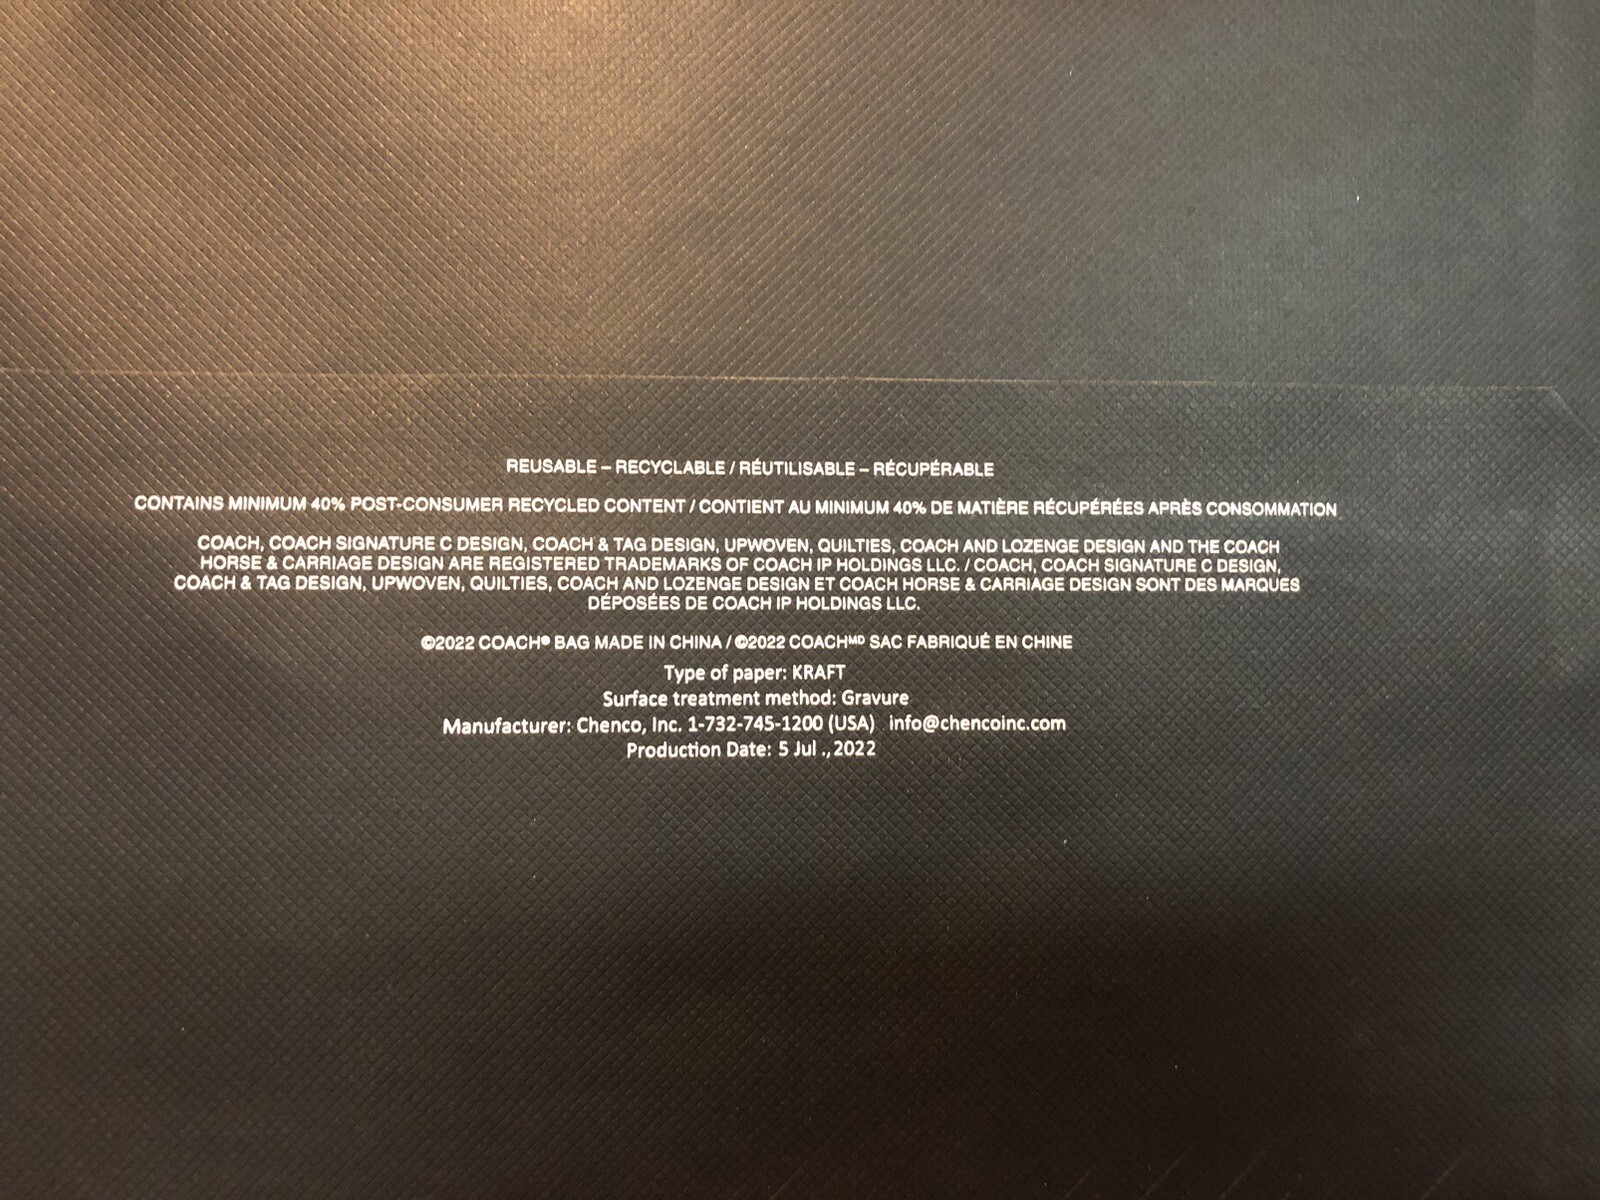 REUSABLE – RECYCLABLE / RÉUTILISABLE – RÉCUPÉRABLE
CONTAINS MINIMUM 40% POST-CONSUMER RECYCLED CONTENT / CONTIENT AU MINIMUM 40% DE MATIÈRE RÉCUPÉRÉES APRÈS CONSOMMATION
COACH, COACH SIGNATURE C DESIGN, COACH & TAG DESIGN, UPWOVEN, QUILTIES, COACH AND LOZENGE DESIGN AND THE COACH
HORSE & CARRIAGE DESIGN ARE REGISTERED TRADEMARKS OF COACH IP HOLDINGS LLC. / COACH, COACH SIGNATURE C DESIGN,
COACH & TAG DESIGN, UPWOVEN, QUILTIES, COACH AND LOZENGE DESIGN ET COACH HORSE & CARRIAGE DESIGN SONT DES MARQUES
DÉPOSÉES DE COACH IP HOLDINGS LLC.
©2022 COACH® BAG MADE IN CHINA / ©2022 COACHᴹᴰ SAC FABRIQUÉ EN CHINE
Type of paper: KRAFT
Surface treatment method: Gravure
Manufacturer: Chenco, Inc. 1-732-745-1200 (USA) info@chencoinc.com
Production Date: 5 Jul .,2022